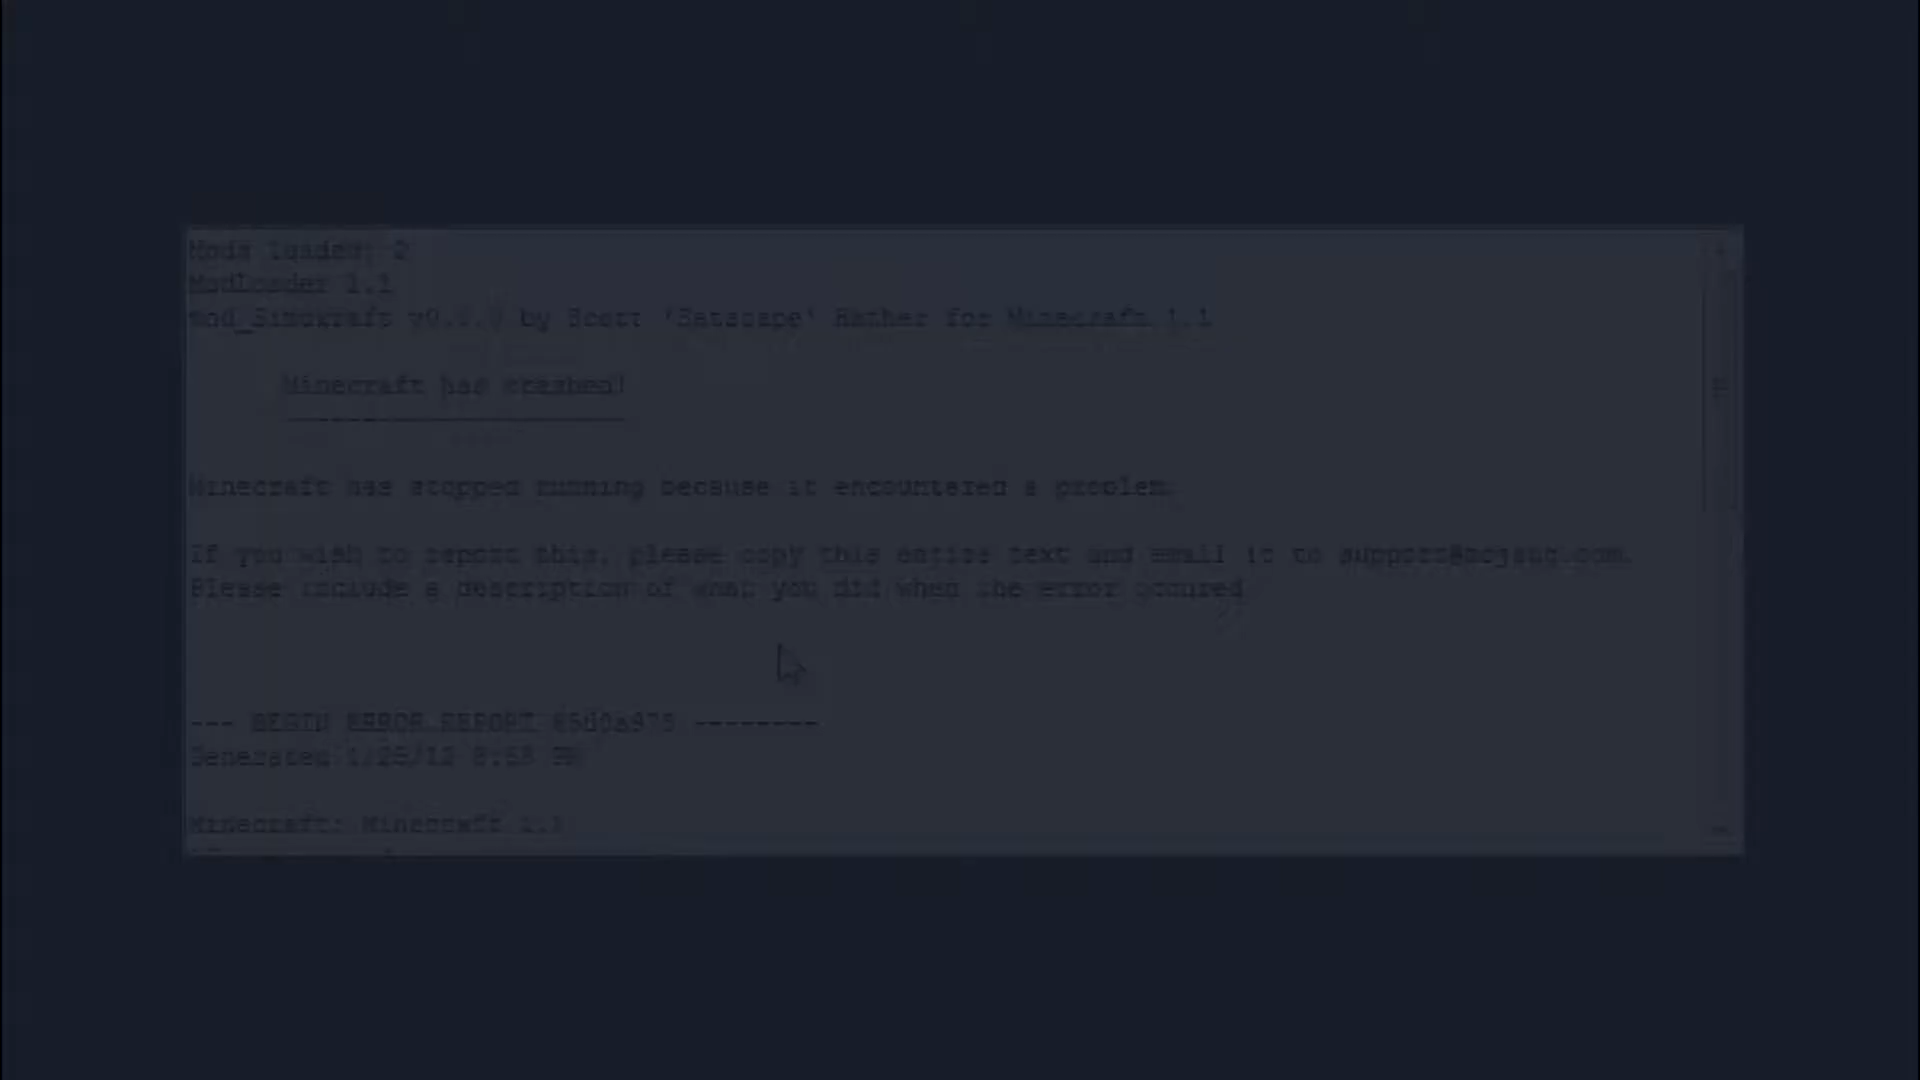 Mods loaded: 2
ModLoader 1.1
by Scott 'Satscape' Hather for Minecraft 1.1
Minecraft has crashed!
----------------------
Minecraft has stopped running because it encountered a problem.
If you wish to report this, please copy this entire text and email it to support@mojang.com.
Please include a description of what you did when the error occured.
--- BEGIN ERROR REPORT --------
Generated
Minecraft: Minecraft 1.1